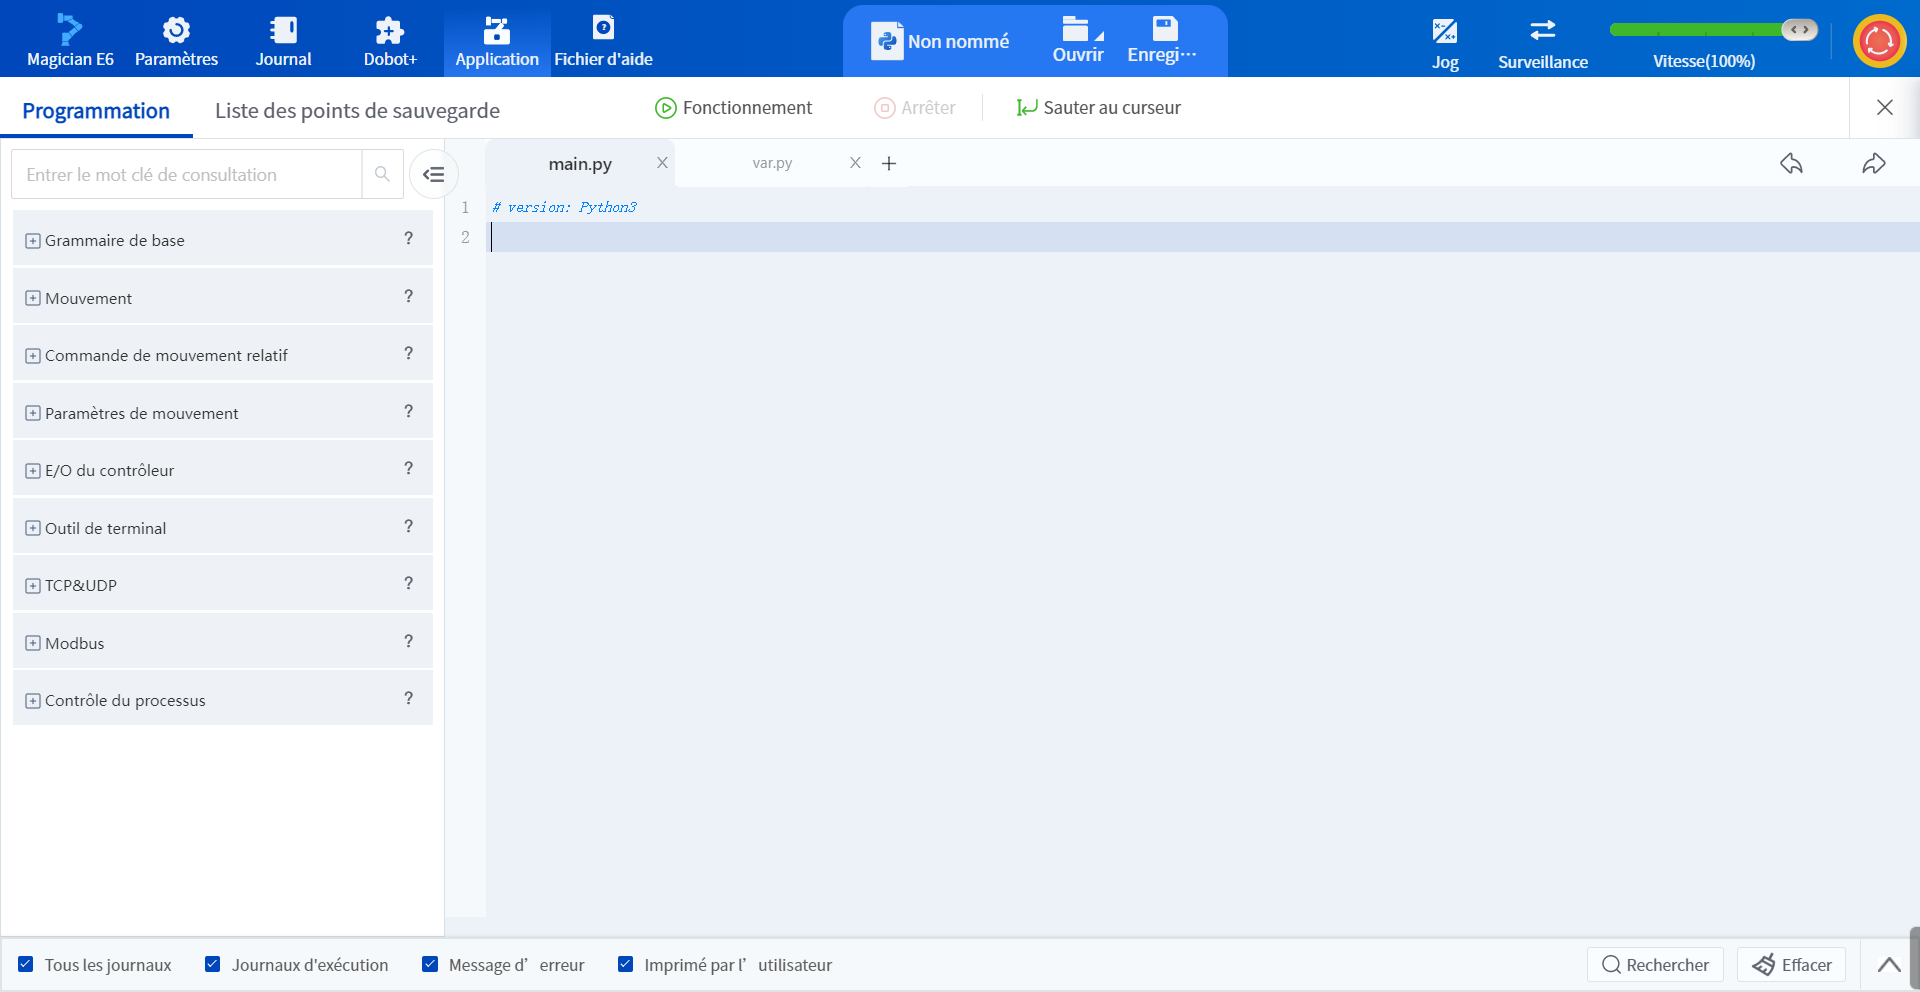 Magician E6
Paramètres
Journal
Dobot+
Application
Fichier d'aide
Non nommé
Ouvrir
Enregi···
Jog
Surveillance
Vitesse(100%)
Programmation
Liste des points de sauvegarde
Fonctionnement
Arrêter
Sauter au curseur
Entrer le mot clé de consultation
main.py X
var.py X +
1 # version: Python3
2
Grammaire de base ?
Mouvement ?
Commande de mouvement relatif ?
Paramètres de mouvement ?
E/O du contrôleur ?
Outil de terminal ?
TCP&UDP ?
Modbus ?
Contrôle du processus ?
Tous les journaux
Journaux d'exécution
Message d’ erreur
Imprimé par l’ utilisateur
Rechercher
Effacer